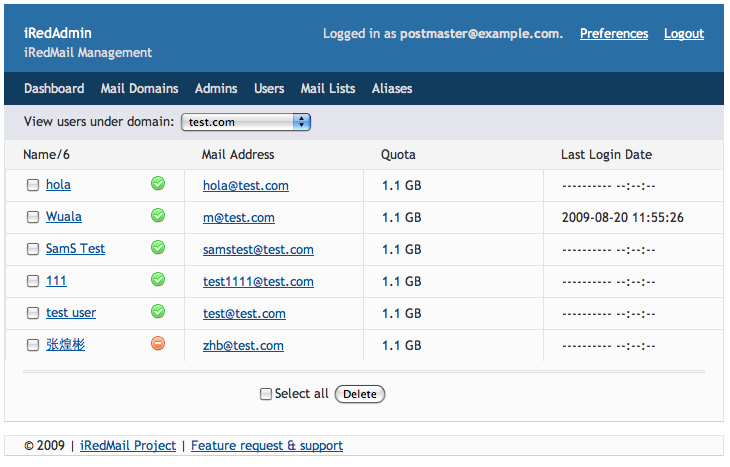 iRedAdmin
Logged in as postmaster@example.com. Preferences Logout
iRedMail Management
Dashboard Mail Domains Admins Users Mail Lists Aliases
View users under domain: test.com
Name/6 Mail Address Quota Last Login Date
hola hola@test.com 1.1 GB ---------- --:--:--
Wuala m@test.com 1.1 GB 2009-08-20 11:55:26
SamS Test samstest@test.com 1.1 GB ---------- --:--:--
111 test1111@test.com 1.1 GB ---------- --:--:--
test user test@test.com 1.1 GB ---------- --:--:--
张煌彬 zhb@test.com 1.1 GB ---------- --:--:--
Select all Delete
© 2009 | iRedMail Project | Feature request & support